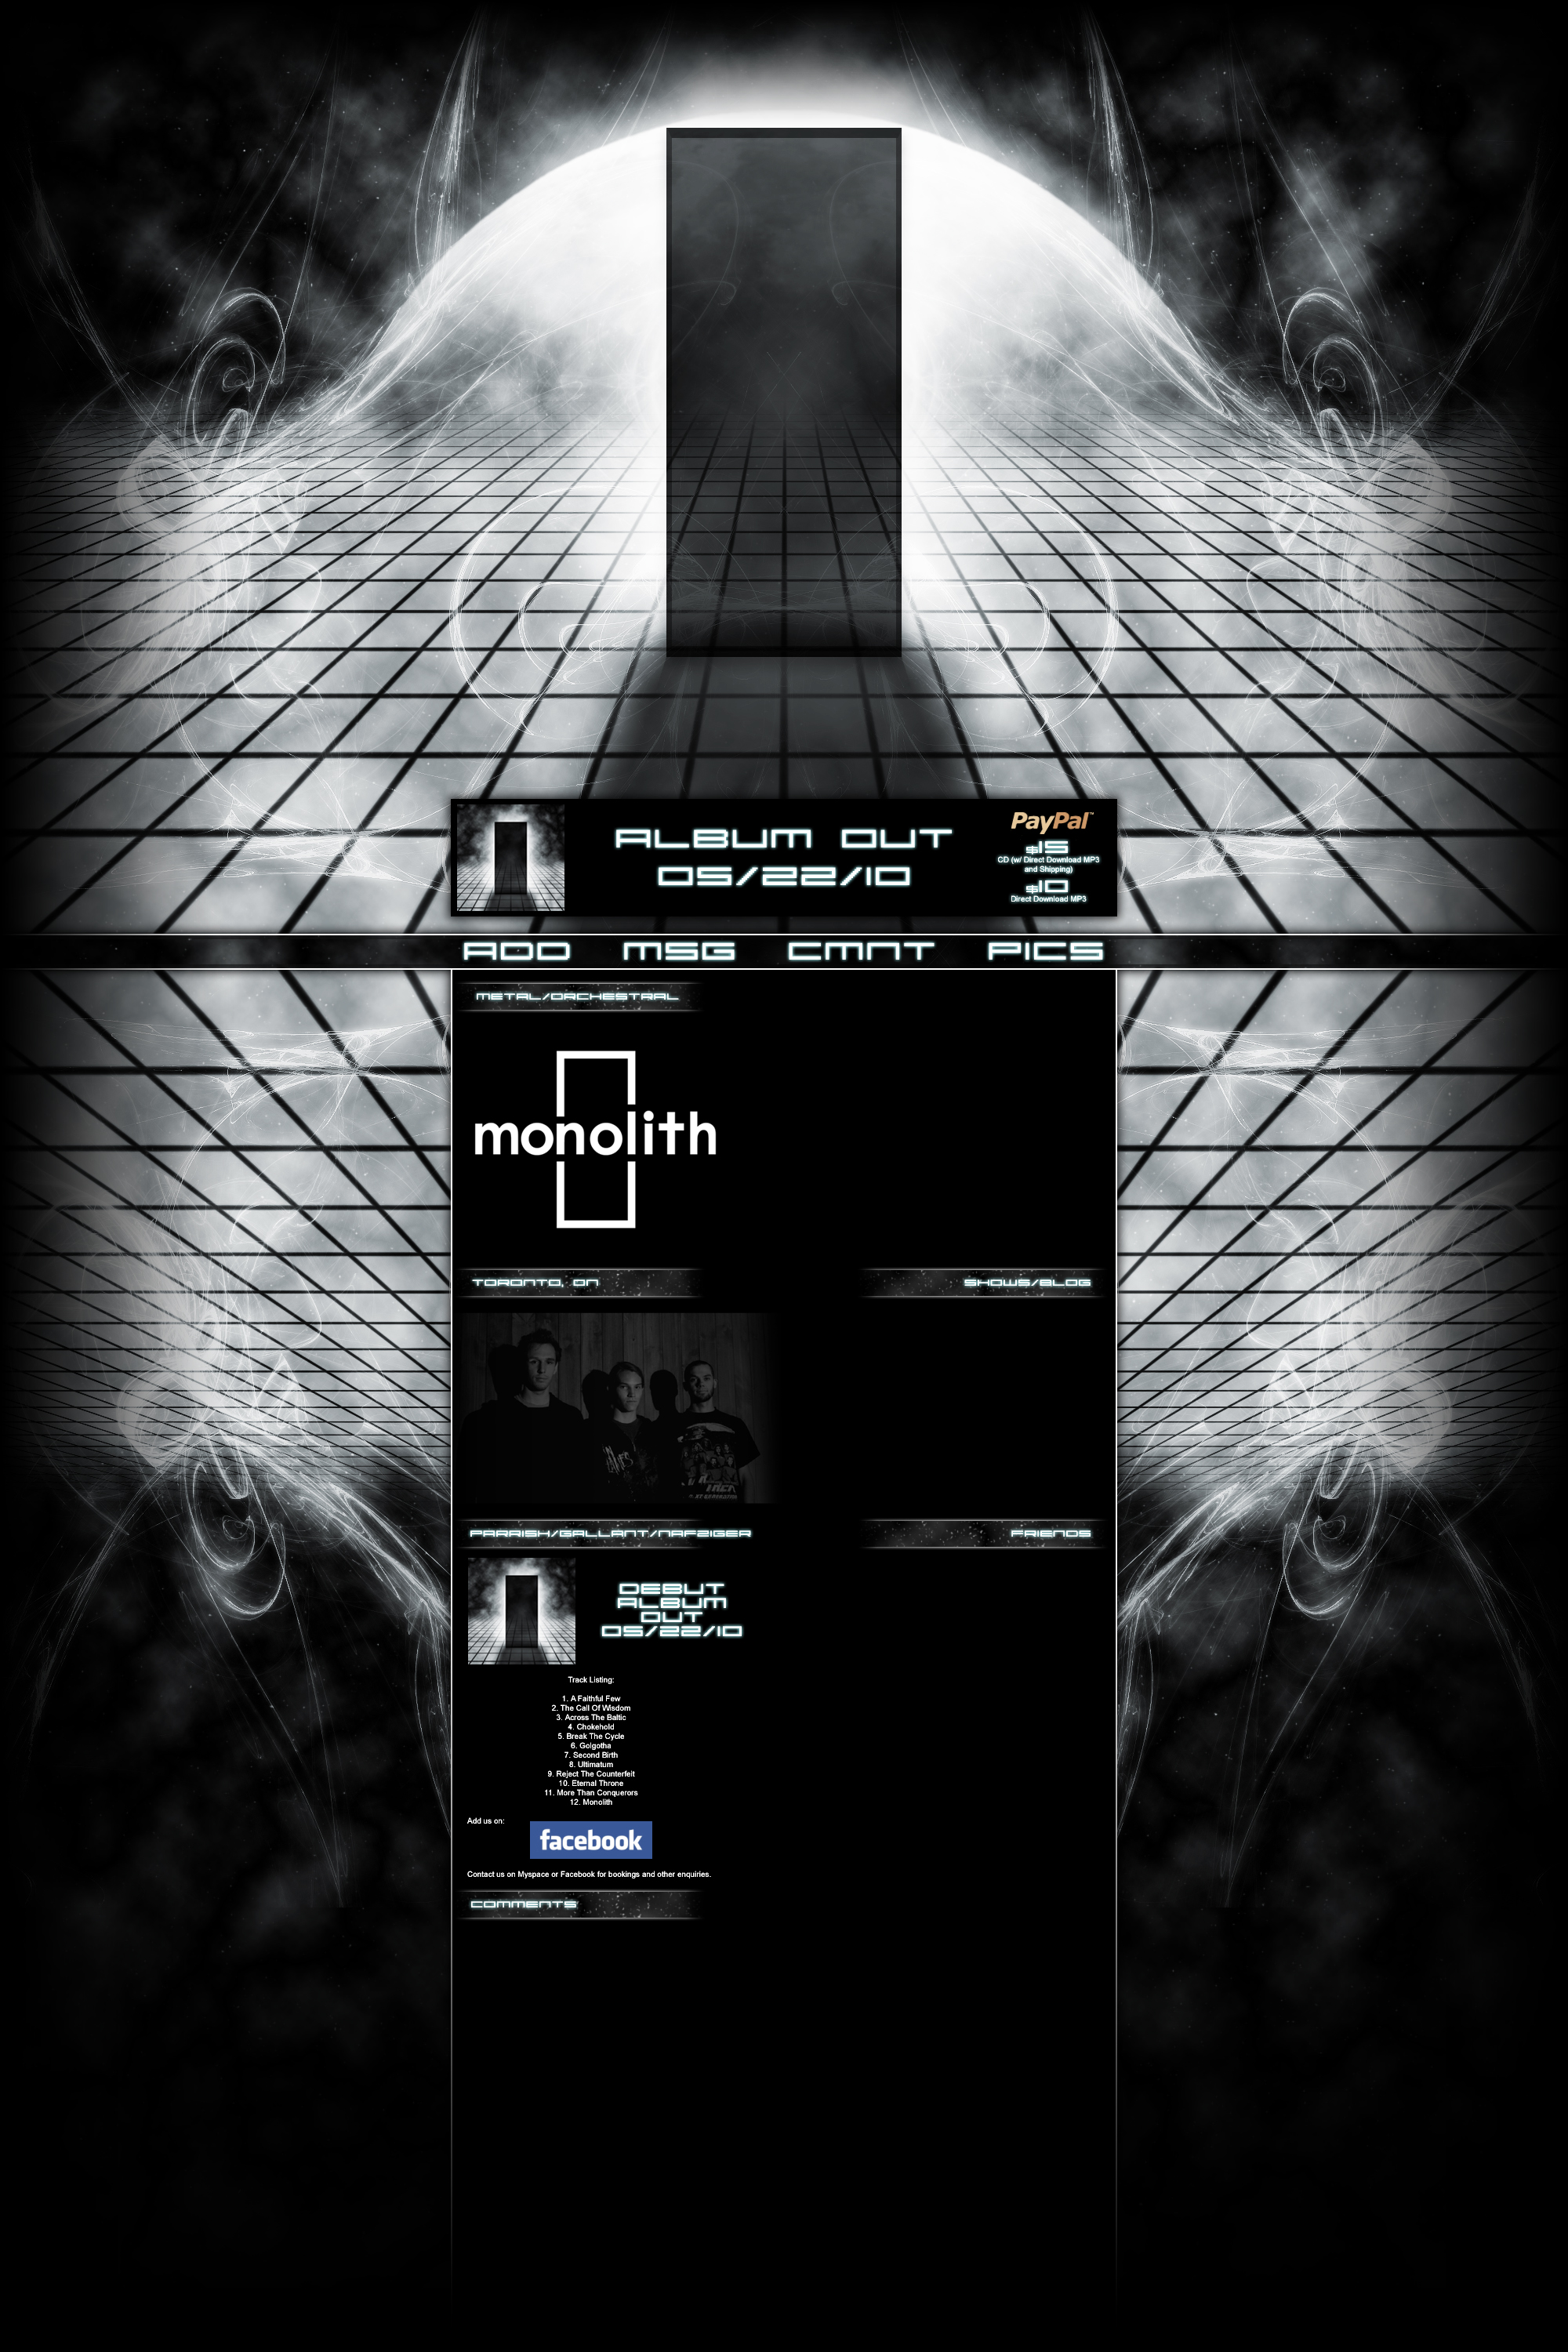 ALBUM OUT
05/22/10
PayPal™
$15
CD (w/ Direct Download MP3
and Shipping)
$10
Direct Download MP3
ADD MSG CMNT PICS
METAL/ORCHESTRAL
monolith
TORONTO, ON
SHOWS/BLOG
PARRISH/GALLANT/NAFZIGER
FRIENDS
DEBUT
ALBUM
OUT
05/22/10
Track Listing:
1. A Faithful Few
2. The Call Of Wisdom
3. Across The Baltic
4. Chokehold
5. Break The Cycle
6. Golgotha
7. Second Birth
8. Ultimatum
9. Reject The Counterfeit
10. Eternal Throne
11. More Than Conquerors
12. Monolith
Add us on:
facebook
Contact us on Myspace or Facebook for bookings and other enquiries.
COMMENTS